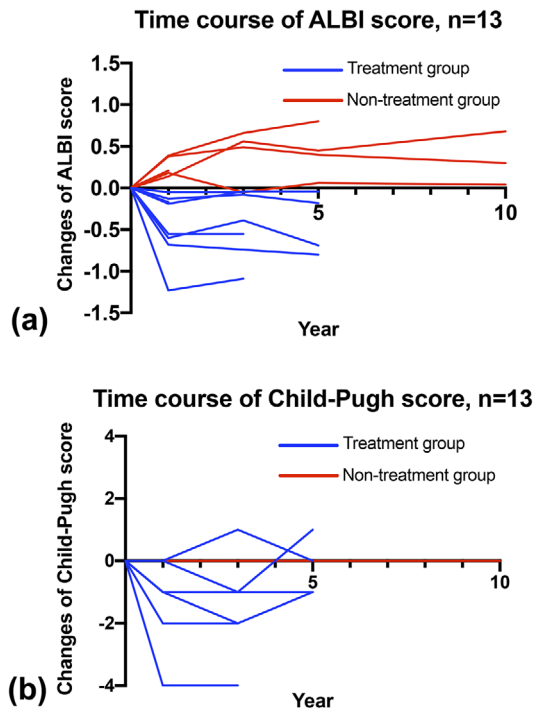 Time course of ALBI score, n=13
Changes of ALBI score
1.5
1.0
0.5
0.0
-0.5
-1.0
-1.5
Treatment group
Non-treatment group
5
10
Year
(a)
Time course of Child-Pugh score, n=13
Changes of Child-Pugh score
4
2
0
-2
-4
Treatment group
Non-treatment group
5
10
Year
(b)